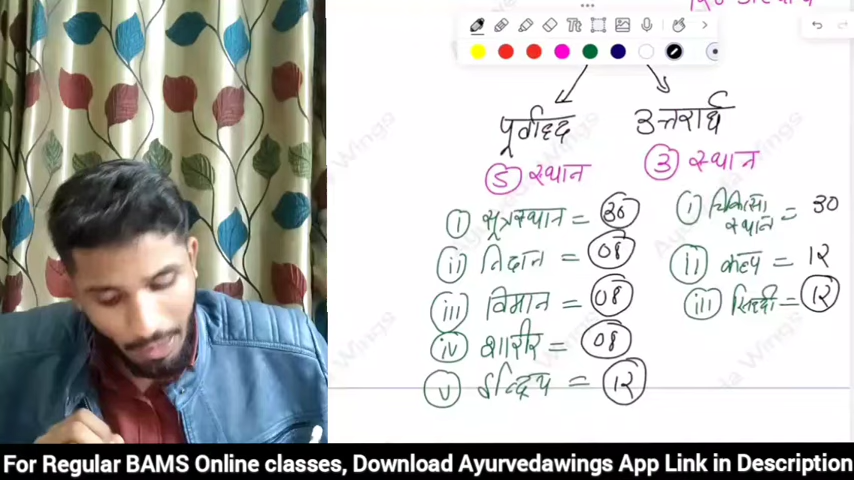 पूर्वाद्द उत्तरार्ध
⑤ स्थान ③ स्थान
ⅰ सूत्रस्थान = 30 ⅰ चिकित्सा स्थान = 30
ⅱ निदान = 08 ⅱ कल्प = 12
ⅲ विमान = 08 ⅲ सिद्दी = 12
ⅳ शारीर = 08
ⅴ इन्द्रिय = 12
For Regular BAMS Online classes, Download Ayurvedawings App Link in Description